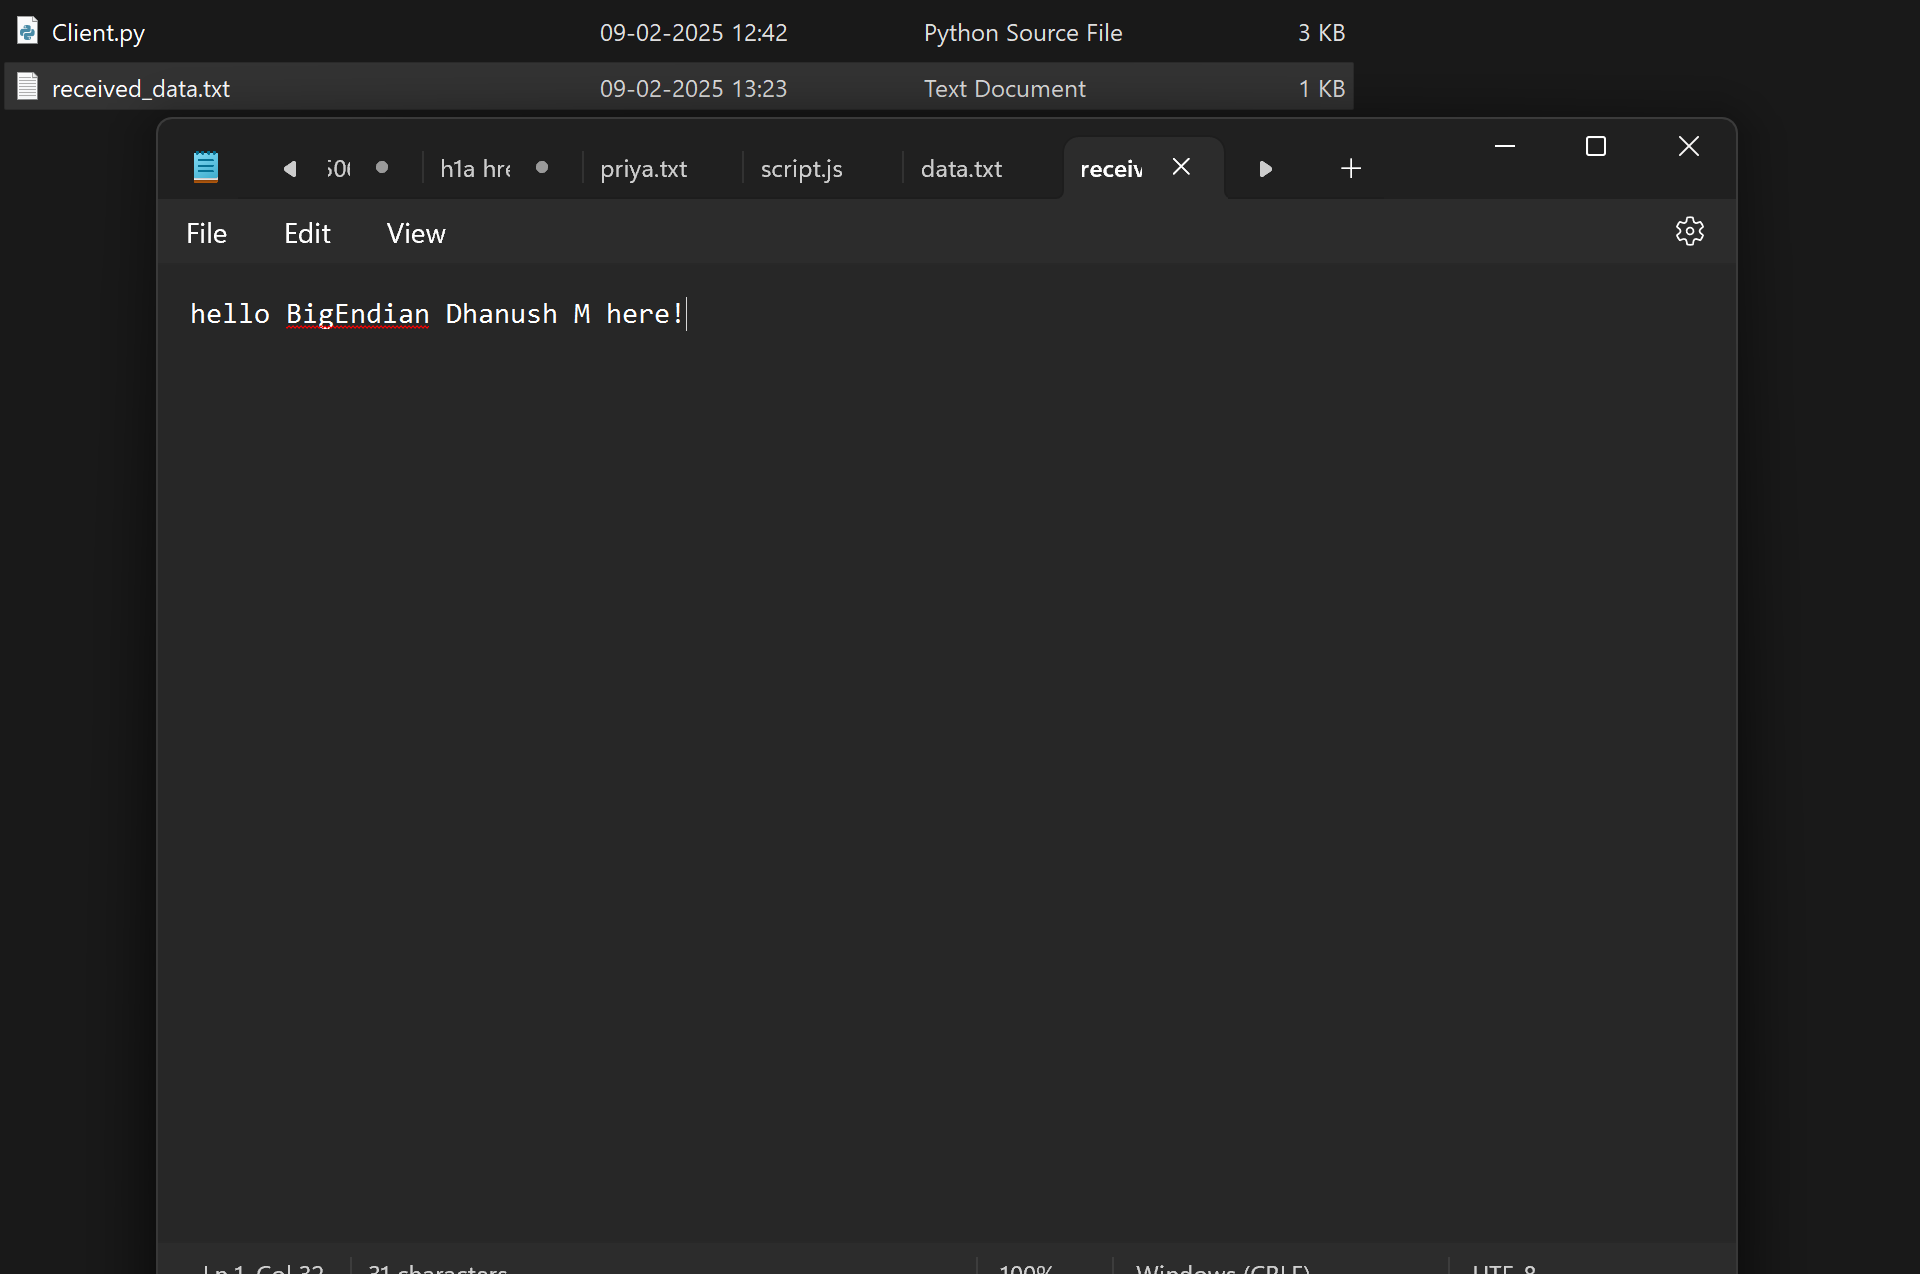 Client.py 09-02-2025 12:42 Python Source File 3 KB
received_data.txt 09-02-2025 13:23 Text Document 1 KB
h1a hre priya.txt script.js data.txt receiv
File Edit View
hello BigEndian Dhanush M here!
Ln 1, Col 32 31 characters 100% Windows (CRLF) UTF-8